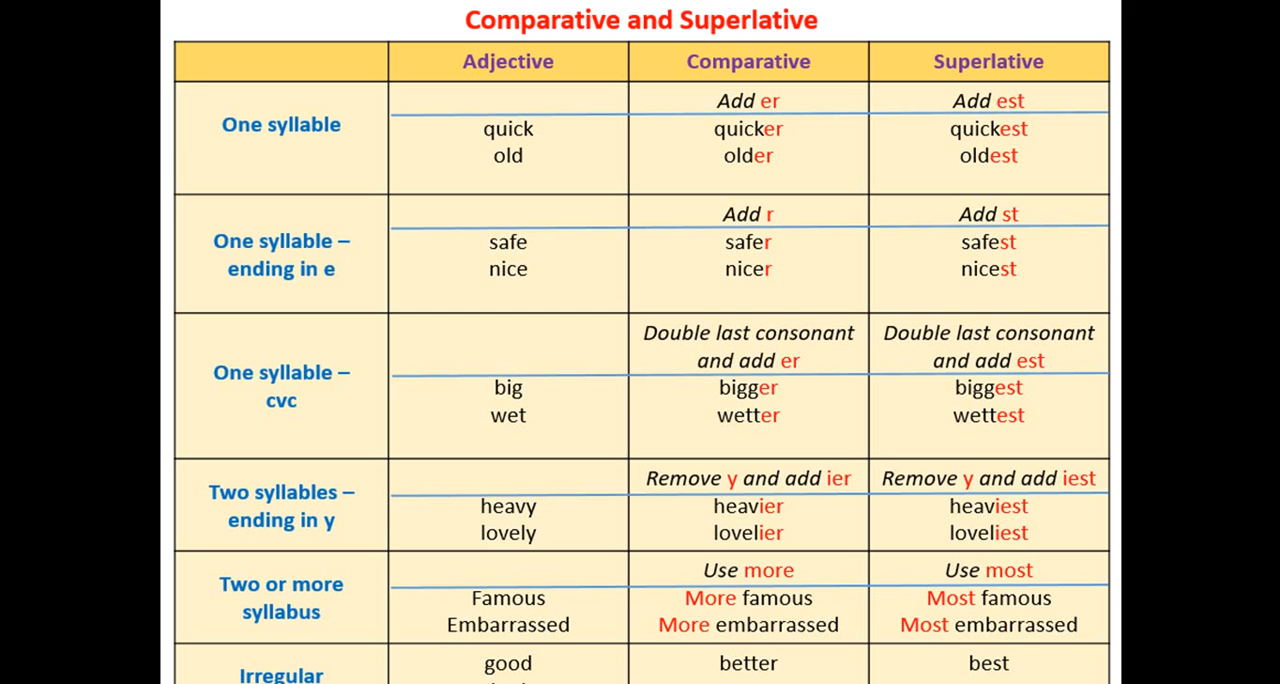 Comparative and Superlative
Adjective Comparative Superlative
One syllable
Add er Add est
quick quicker quickest
old older oldest
One syllable –
ending in e
Add r Add st
safe safer safest
nice nicer nicest
One syllable –
cvc
Double last consonant
and add er
Double last consonant
and add est
big bigger biggest
wet wetter wettest
Two syllables –
ending in y
Remove y and add ier Remove y and add iest
heavy heavier heaviest
lovely lovelier loveliest
Two or more
syllabus
Use more Use most
Famous More famous Most famous
Embarrassed More embarrassed Most embarrassed
Irregular
good better best